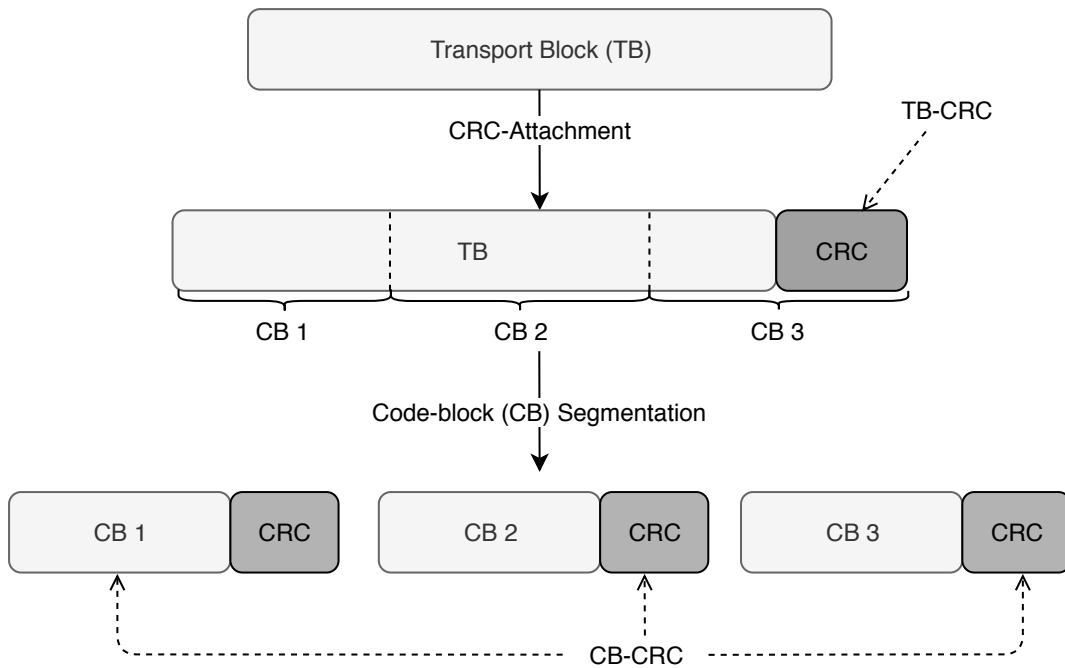 Transport Block (TB)
CRC-Attachment
TB-CRC
TB
CRC
CB 1
CB 2
CB 3
Code-block (CB) Segmentation
CB 1
CRC
CB 2
CRC
CB 3
CRC
CB-CRC